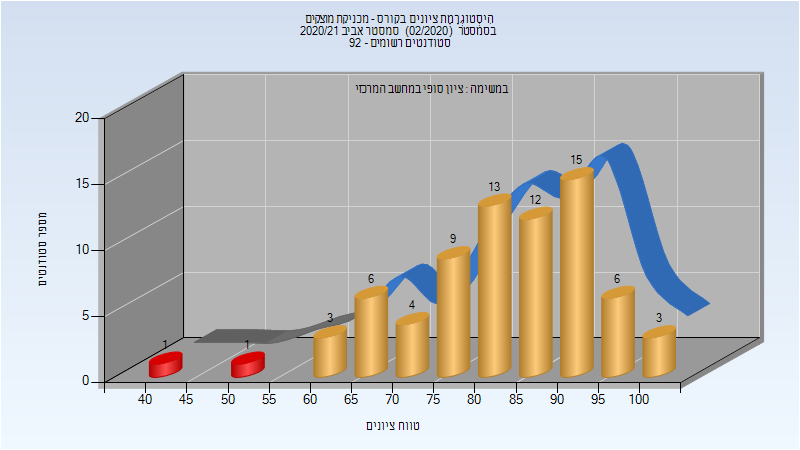 היסטוגרמת ציונים בקורס - מכניקת מוצקים
בסמסטר (02/2020) סמסטר אביב 2020/21
סטודנטים רשומים - 92
במשימה : ציון סופי במחשב המרכזי
מספר סטודנטים
20
15
10
5
0
1
1
3
6
4
9
13
12
15
6
3
40 45 50 55 60 65 70 75 80 85 90 95 100
טווח ציונים